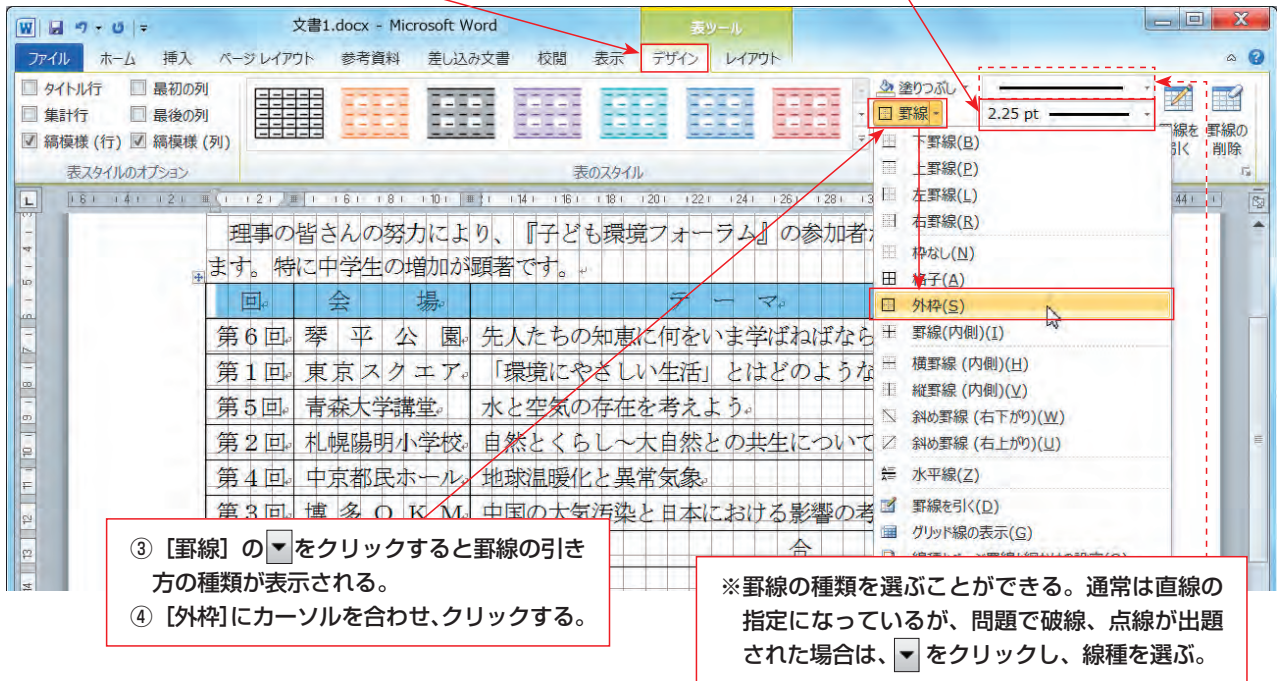 文書1.docx - Microsoft Word
表ツール
ファイル ホーム 挿入 ページ レイアウト 参考資料 差し込み文書 校閲 表示 デザイン レイアウト
タイトル行 最初の列
集計行 最後の列
縞模様 (行) 縞模様 (列)
表スタイルのオプション
表のスタイル
塗りつぶし
罫線
2.25 pt
罫線の
削除
下罫線(B)
上罫線(P)
左罫線(L)
右罫線(R)
枠なし(N)
格子(A)
外枠(S)
罫線(内側)(I)
横罫線 (内側)(H)
縦罫線 (内側)(V)
斜め罫線 (右下がり)(W)
斜め罫線 (右上がり)(U)
水平線(Z)
罫線を引く(D)
グリッド線の表示(G)
理事の皆さんの努力により、『子ども環境フォーラム』の参加者
ます。特に中学生の増加が顕著です。
回 会場 テーマ
第6回 琴平公園 先人たちの知恵に何をいま学ばねばなら
第1回 東京スクエア 「環境にやさしい生活」とはどのような
第5回 青森大学講堂 水と空気の存在を考えよう
第2回 札幌陽明小学校 自然とくらし～大自然との共生について
第4回 中京都民ホール 地球温暖化と異常気象
第3回 博多OKM 中国の大気汚染と日本における影響の考
合
③［罫線］の▼をクリックすると罫線の引き
方の種類が表示される。
④［外枠］にカーソルを合わせ、クリックする。
※罫線の種類を選ぶことができる。通常は直線の
指定になっているが、問題で破線、点線が出題
された場合は、▼をクリックし、線種を選ぶ。